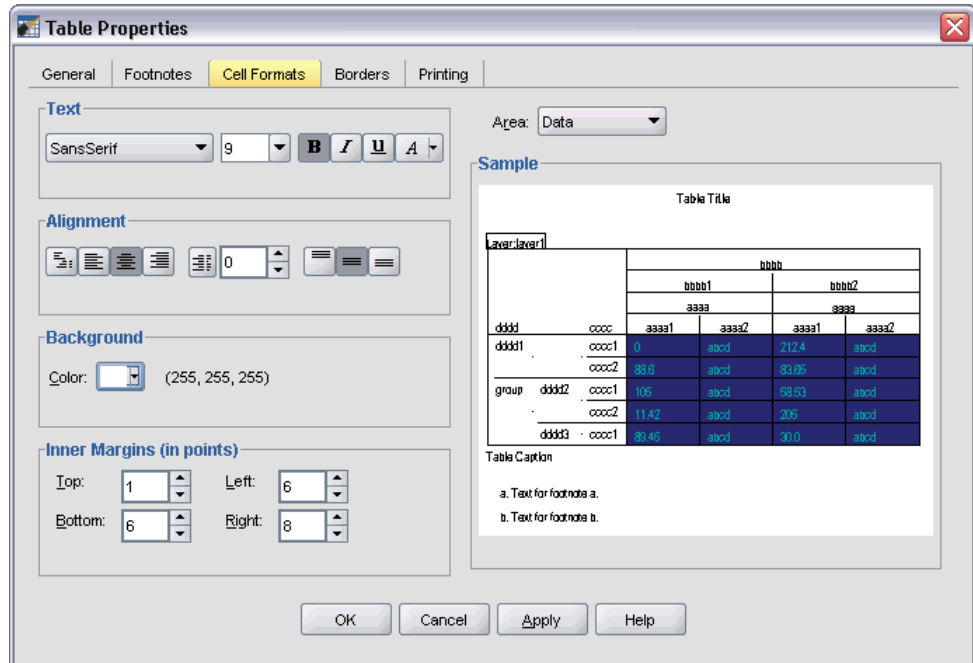 Table Properties
General Footnotes Cell Formats Borders Printing
Text
SansSerif 9 B I U A
Alignment
0
Background
Color: (255, 255, 255)
Inner Margins (in points)
Top: 1 Left: 6
Bottom: 6 Right: 8
Area: Data
Sample
Table Title
Layer:layer1
bbbb
bbbb1 bbbb2
aaaa aaaa
dddd cccc aaaa1 aaaa2 aaaa1 aaaa2
dddd1 cccc1 0 abcd 212.4 abcd
cccc2 88.6 abcd 83.65 abcd
group dddd2 cccc1 105 abcd 58.53 abcd
cccc2 11.42 abcd 205 abcd
dddd3 cccc1 89.46 abcd 30.0 abcd
Table Caption
a. Text for footnote a.
b. Text for footnote b.
OK Cancel Apply Help